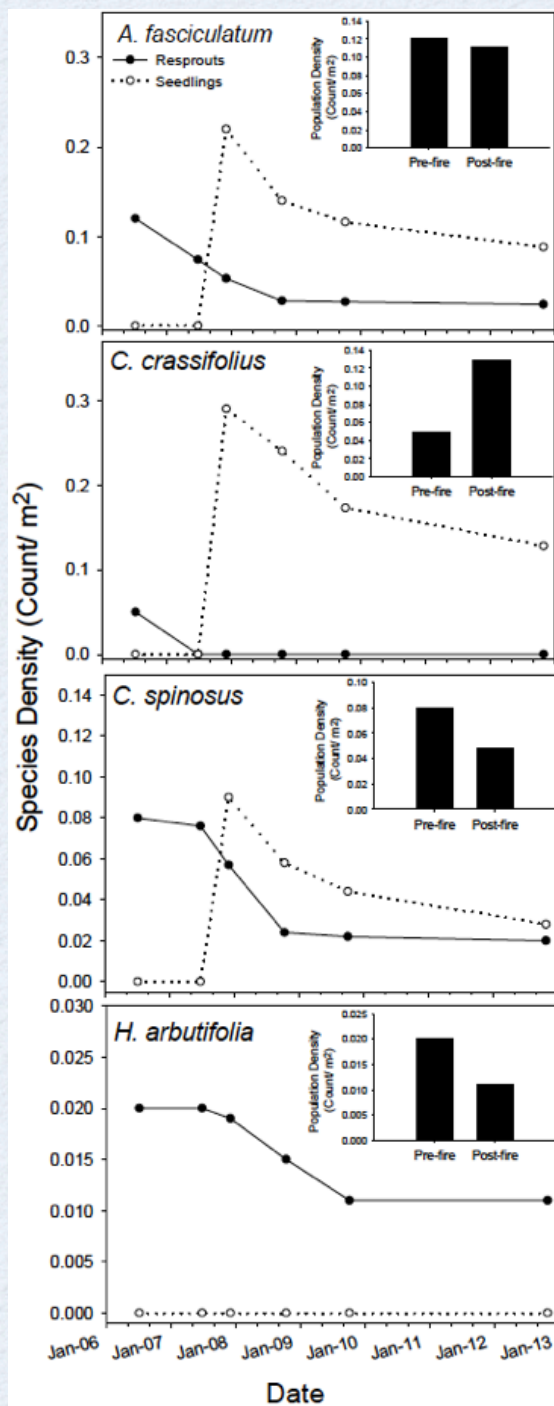 A. fasciculatum
Resprouts
Seedlings
0.3
0.2
0.1
0.0
Population Density
(Count/m2)
0.14
0.12
0.10
0.08
0.06
0.04
0.02
0.00
Pre-fire Post-fire
C. crassifolius
0.3
0.2
0.1
0.0
Population Density
(Count/m2)
0.14
0.12
0.10
0.08
0.06
0.04
0.02
0.00
Pre-fire Post-fire
Species Density (Count/ m2)
C. spinosus
0.14
0.12
0.10
0.08
0.06
0.04
0.02
0.00
Population Density
(Count/ m2)
0.10
0.08
0.06
0.04
0.02
0.00
Pre-fire Post-fire
H. arbutifolia
0.030
0.025
0.020
0.015
0.010
0.005
0.000
Population Density
(Count/ m2)
0.025
0.020
0.015
0.010
0.005
0.000
Pre-fire Post-fire
Jan-06 Jan-07 Jan-08 Jan-09 Jan-10 Jan-11 Jan-12 Jan-13
Date